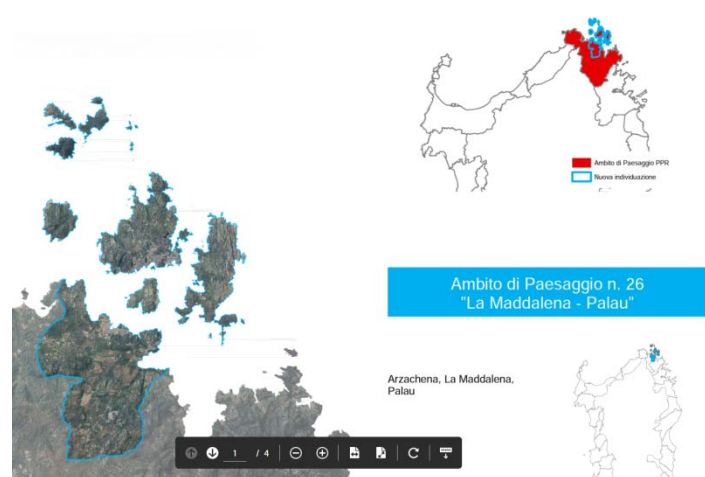 Ambito di Paesaggio PPR
Nuova individuazione
Ambito di Paesaggio n. 26
"La Maddalena - Palau"
Arzachena, La Maddalena,
Palau
1 / 4